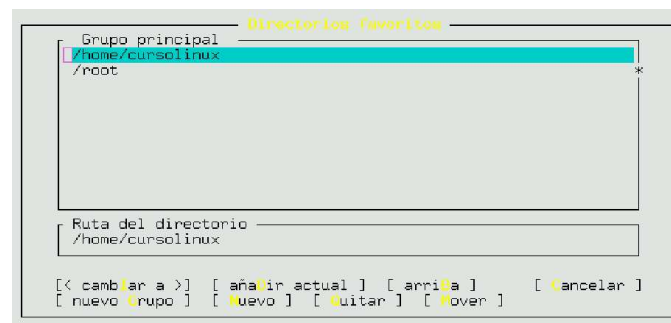 Directorios favoritos
Grupo principal
/home/cursolinux
/root *
Ruta del directorio
/home/cursolinux
[< cambIar a >] [ añaDir actual ] [ arriBa ] [ Cancelar ]
[ nuevo Grupo ] [ Nuevo ] [ Quitar ] [ Mover ]